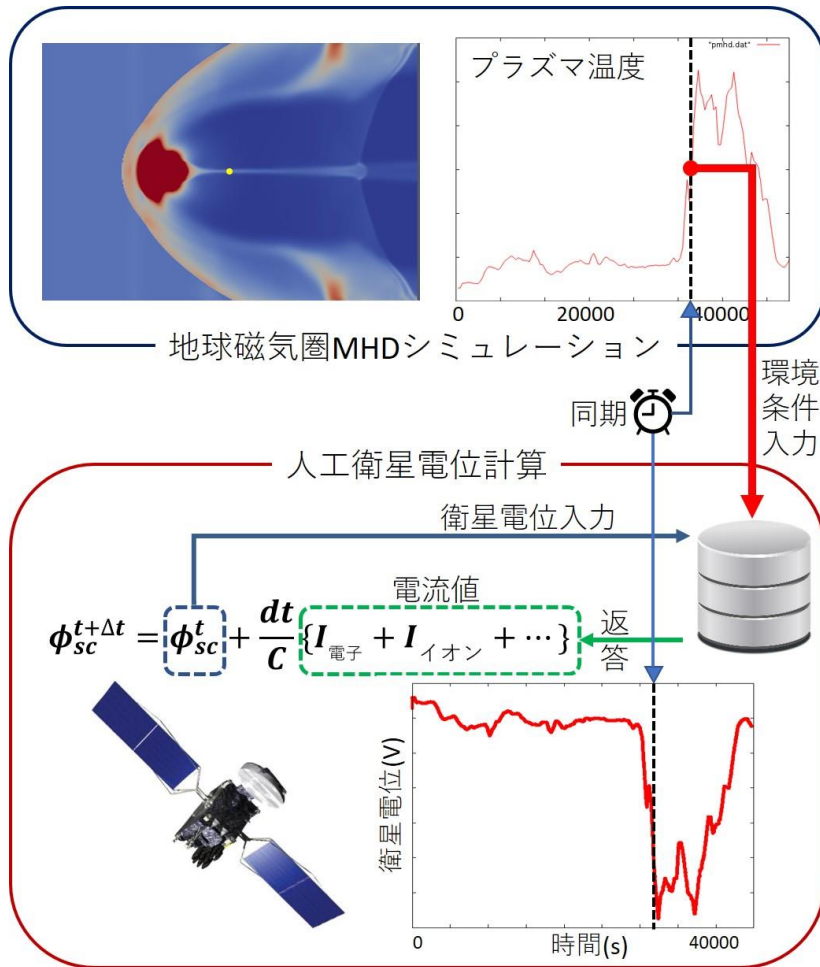 "pmhd.dat"
プラズマ温度
0 20000 40000
地球磁気圏MHDシミュレーション
同期
環境
条件
入力
人工衛星電位計算
衛星電位入力
電流値
ϕ_sc^{t+Δt} = ϕ_sc^t + dt/C {I_電子 + I_イオン + ⋯}
返
答
衛星電位(V)
0 時間(s) 40000